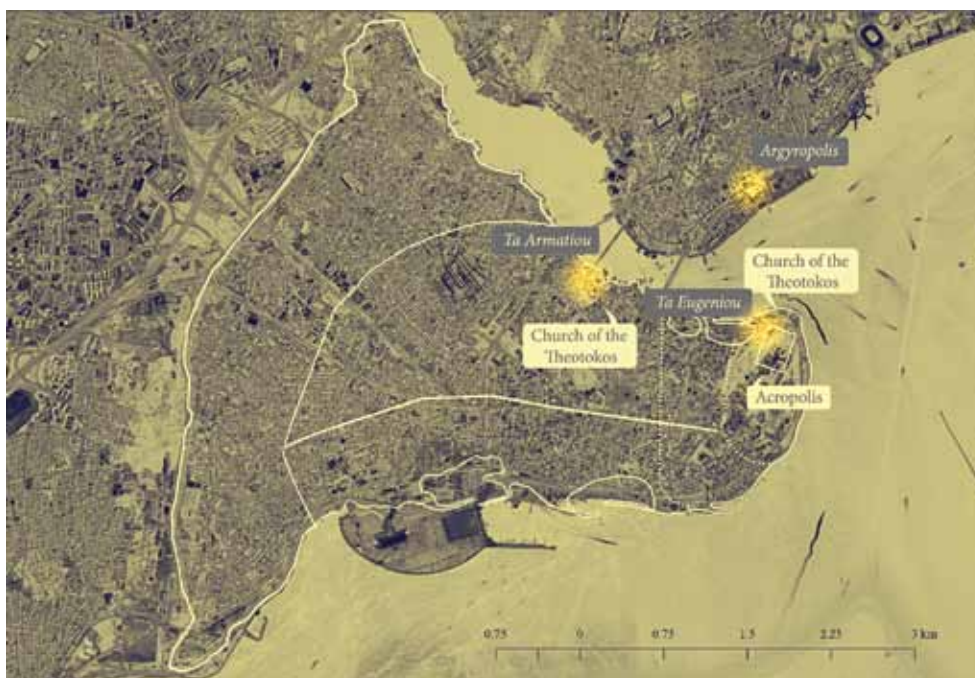 Argyropolis
Ta Armatiou
Church of the
Theotokos
Ta Eugeniou
Church of the
Theotokos
Acropolis
0.75 0 0.75 1.5 2.25 3 km